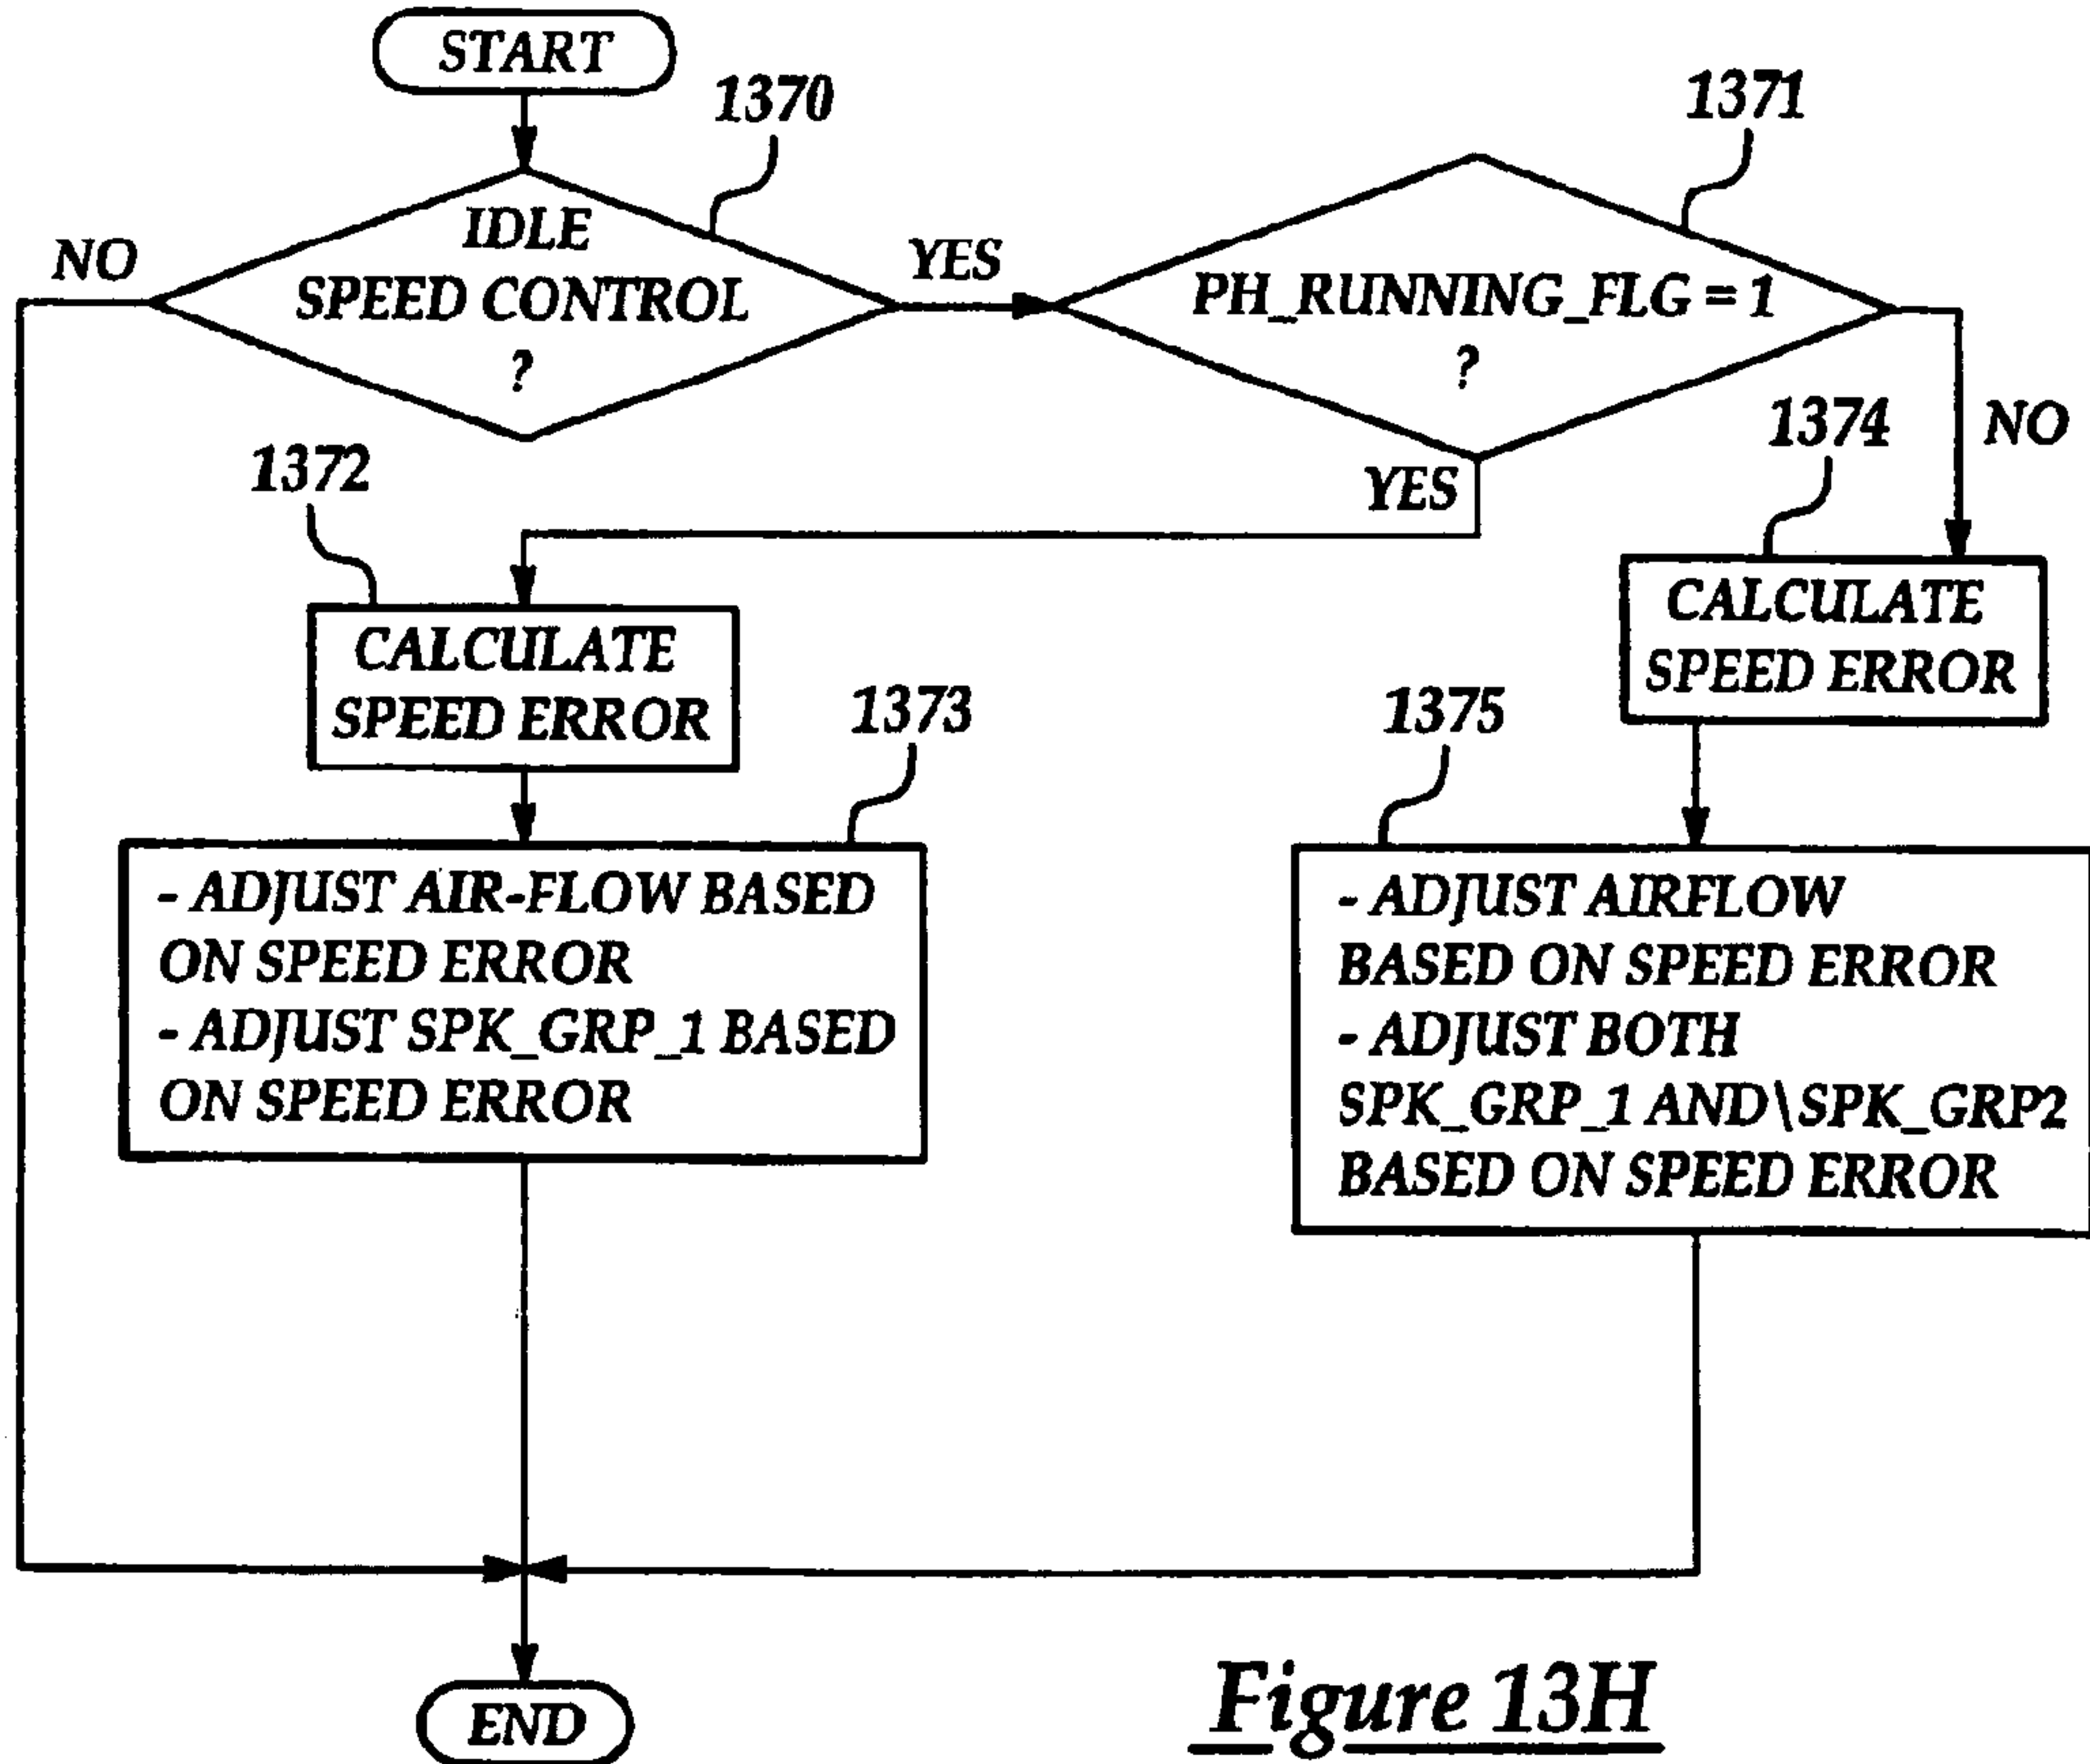 START
1370
1371
IDLE
SPEED CONTROL
?
NO
YES
PH_RUNNING_FLG = 1
?
1372
YES
1374
NO
CALCULATE
SPEED ERROR
CALCULATE
SPEED ERROR
1373
1375
- ADJUST AIR-FLOW BASED
ON SPEED ERROR
- ADJUST SPK_GRP_1 BASED
ON SPEED ERROR
- ADJUST AIRFLOW
BASED ON SPEED ERROR
- ADJUST BOTH
SPK_GRP_1 AND\SPK_GRP2
BASED ON SPEED ERROR
END
Figure 13H